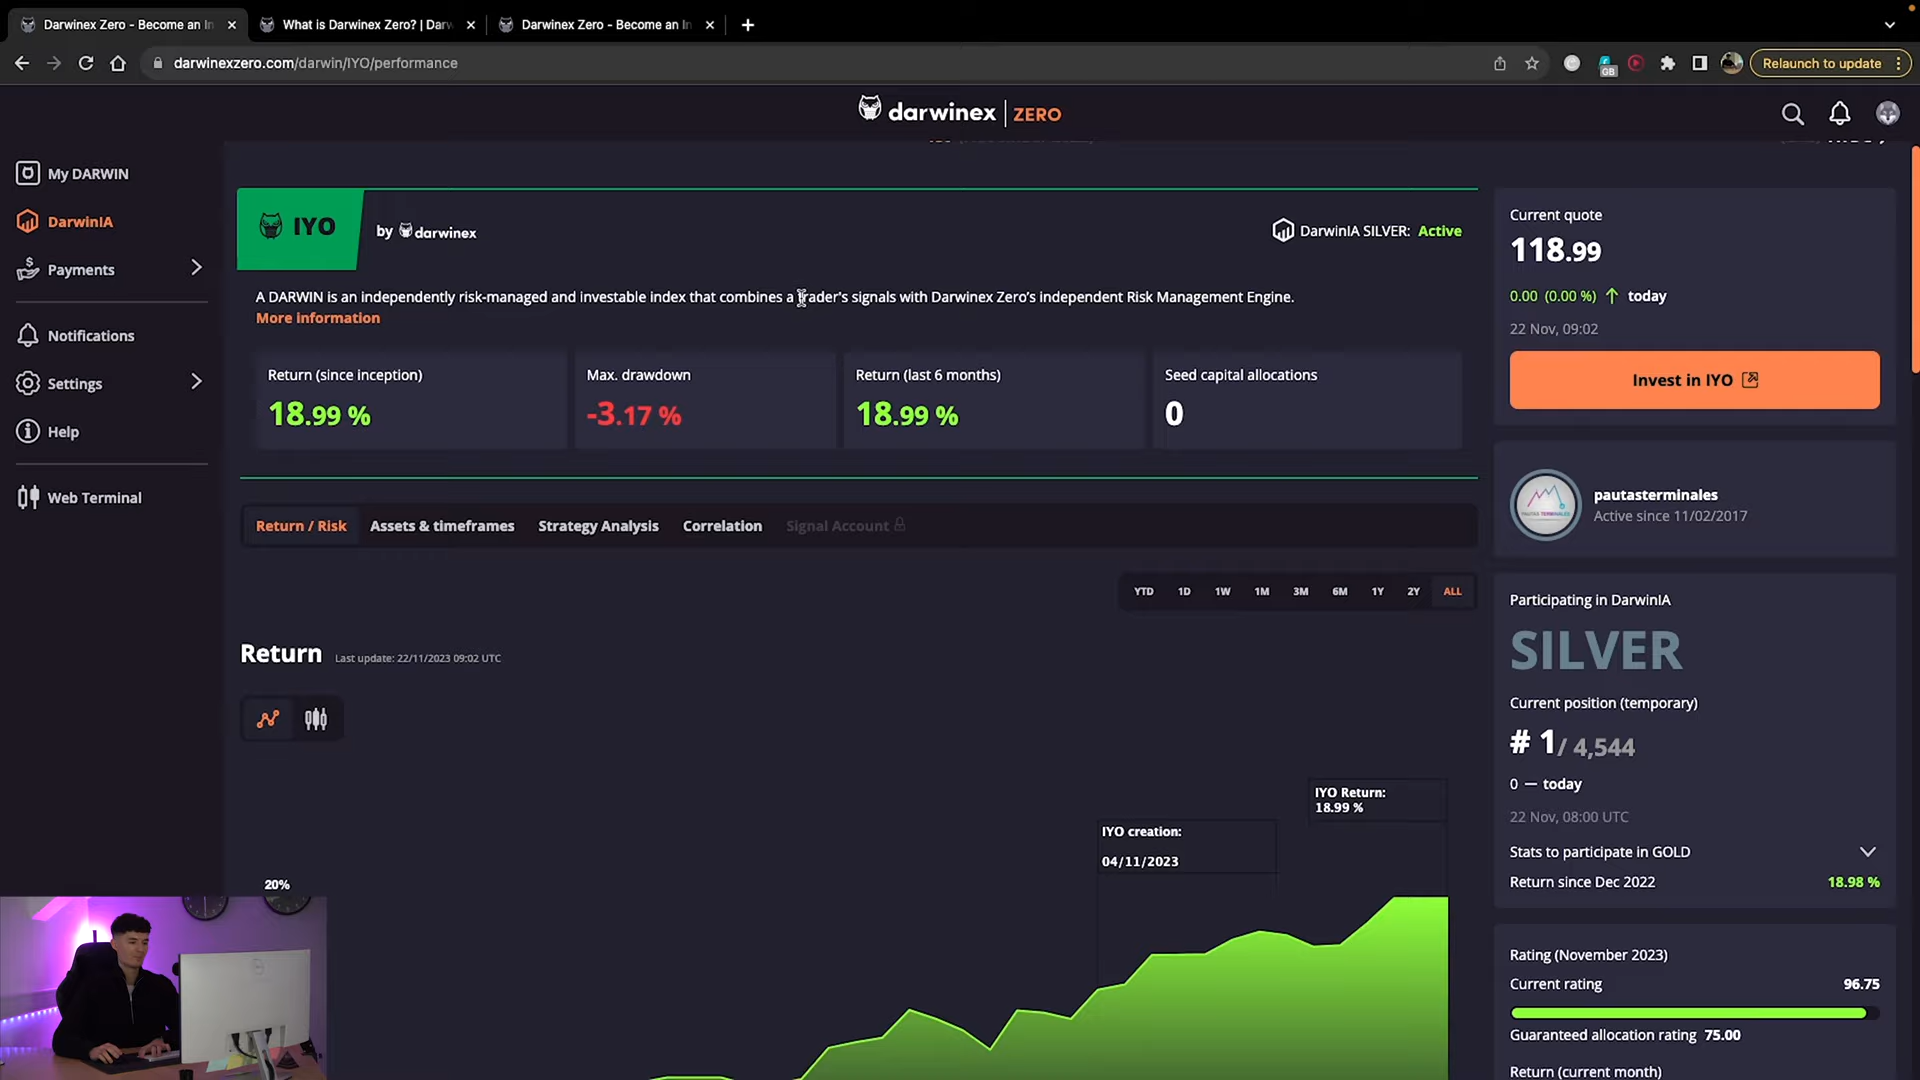 Darwinex Zero - Become an In
What is Darwinex Zero? | Darw
Darwinex Zero - Become an In
darwinexzero.com/darwin/IYO/performance
GB
Relaunch to update
darwinex | ZERO
My DARWIN
DarwinIA
Payments
Notifications
Settings
Help
Web Terminal
IYO
by darwinex
DarwinIA SILVER: Active
A DARWIN is an independently risk-managed and investable index that combines a trader's signals with Darwinex Zero's independent Risk Management Engine.
More information
Return (since inception)
18.99 %
Max. drawdown
-3.17 %
Return (last 6 months)
18.99 %
Seed capital allocations
0
Return / Risk
Assets & timeframes
Strategy Analysis
Correlation
Signal Account
YTD 1D 1W 1M 3M 6M 1Y 2Y ALL
Return
Last update: 22/11/2023 09:02 UTC
IYO Return:
18.99 %
IYO creation:
04/11/2023
20%
Current quote
118.99
0.00 (0.00 %) today
22 Nov, 09:02
Invest in IYO
pautasterminales
Active since 11/02/2017
Participating in DarwinIA
SILVER
Current position (temporary)
# 1/ 4,544
0 — today
22 Nov, 08:00 UTC
Stats to participate in GOLD
Return since Dec 2022
18.98 %
Rating (November 2023)
Current rating
96.75
Guaranteed allocation rating 75.00
Return (current month)